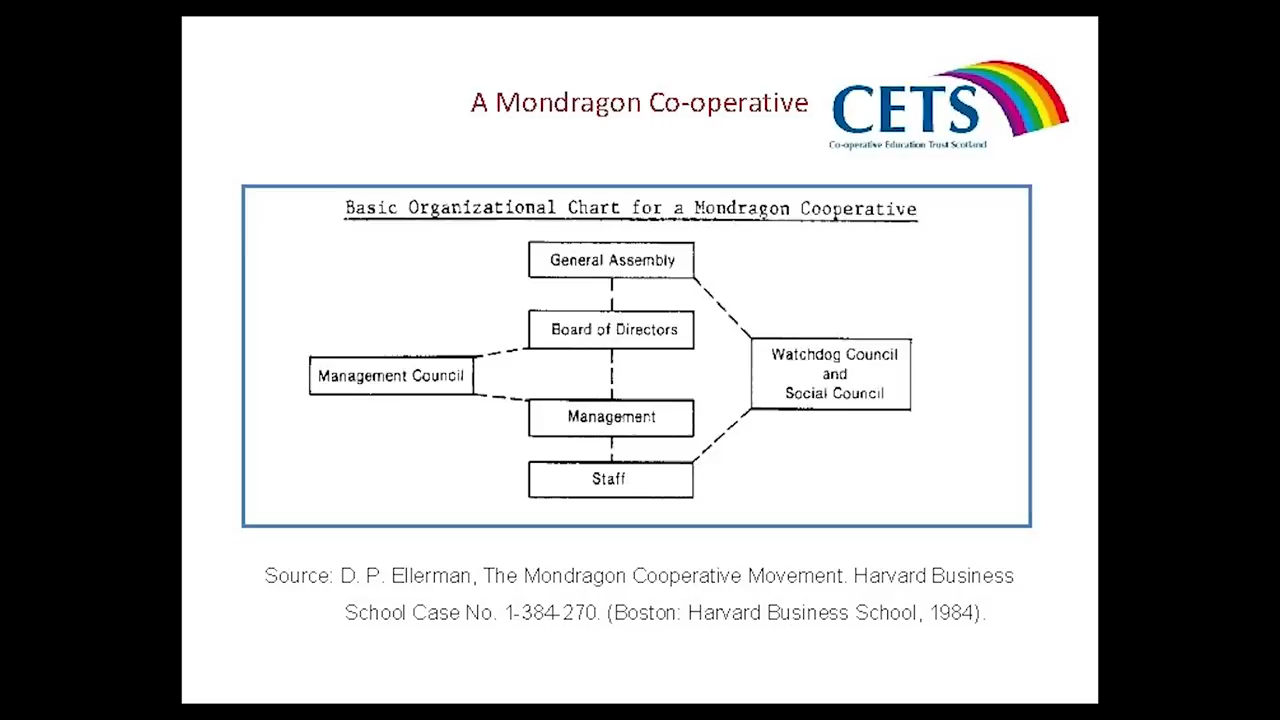 A Mondragon Co-operative
CETS
Co-operative Education Trust Scotland
Basic Organizational Chart for a Mondragon Cooperative
General Assembly
Board of Directors
Watchdog Council
and
Social Council
Management Council
Management
Staff
Source: D. P. Ellerman, The Mondragon Cooperative Movement. Harvard Business
School Case No. 1-384-270. (Boston: Harvard Business School, 1984).